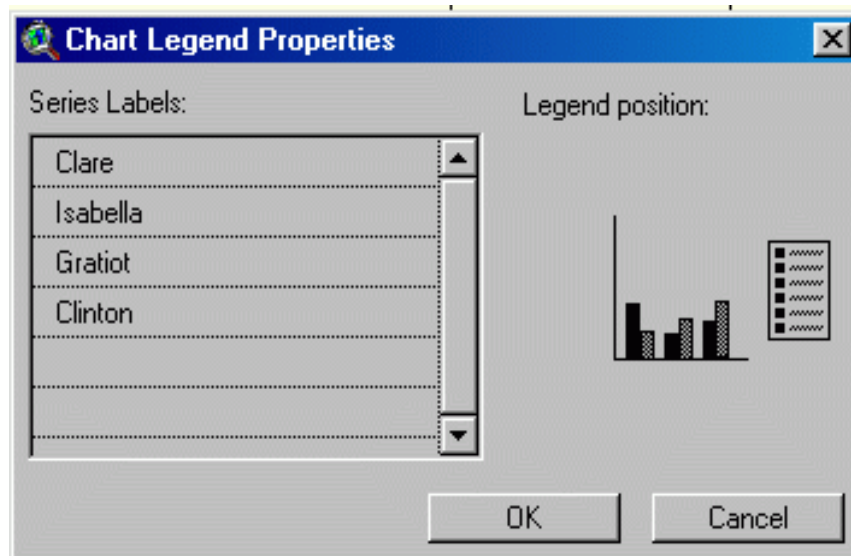 Chart Legend Properties
Series Labels:
Legend position:
Clare
Isabella
Gratiot
Clinton
OK
Cancel